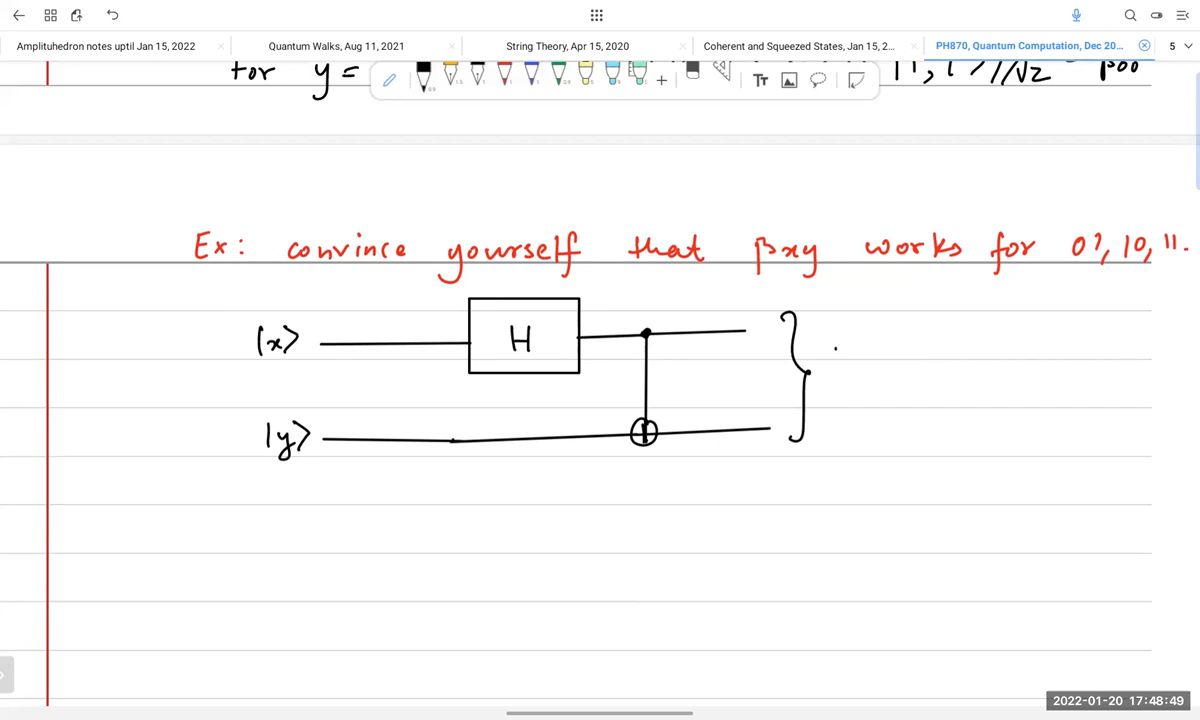 Amplituhedron notes uptil Jan 15, 2022 Quantum Walks, Aug 11, 2021 String Theory, Apr 15, 2020 Coherent and Squeezed States, Jan 15, 2... PH870, Quantum Computation, Dec 20... 5
for y =
Tт
Ex: convince yourself that βxy works for 01, 10, 11.
|x⟩ H
|y⟩
2022-01-20 17:48:49